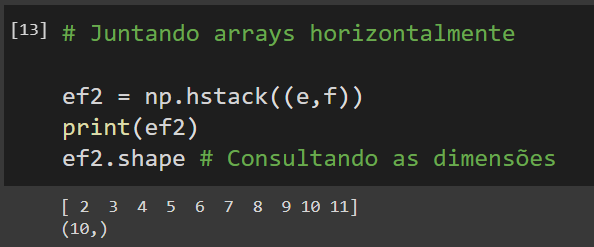 [13] # Juntando arrays horizontalmente
ef2 = np.hstack((e,f))
print(ef2)
ef2.shape # Consultando as dimensões
[ 2  3  4  5  6  7  8  9 10 11]
(10,)